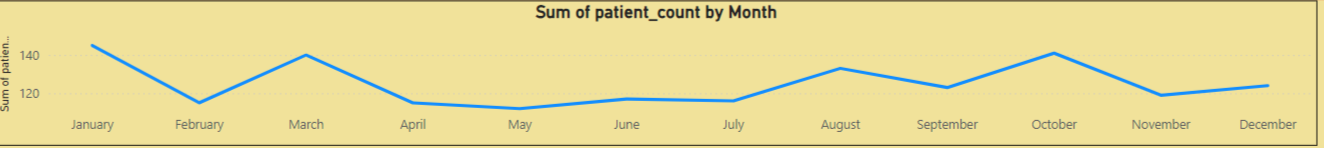 Sum of patient_count by Month
Sum of patien...
140
120
January February March April May June July August September October November December